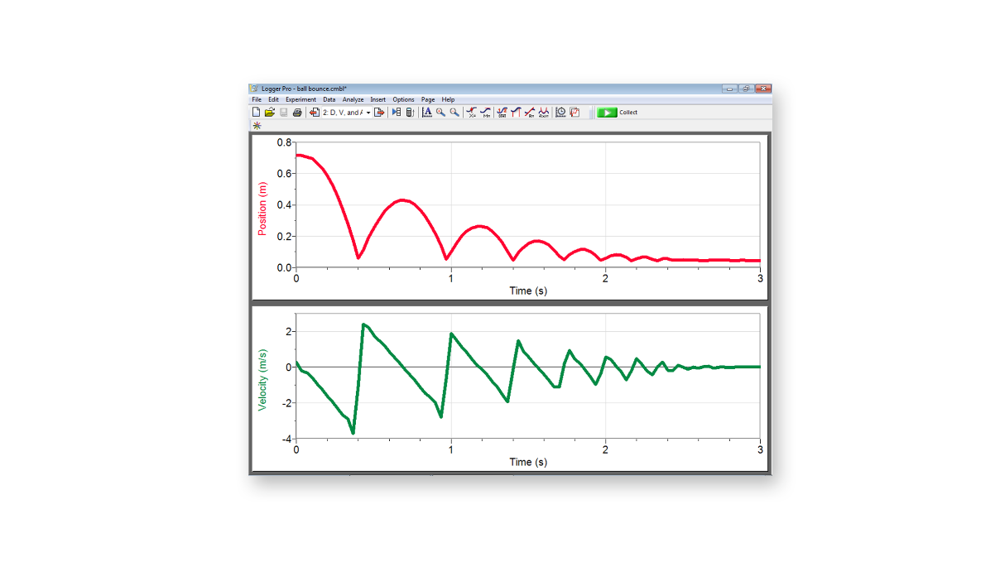 Logger Pro - ball bounce.cmbl*
File Edit Experiment Data Analyze Insert Options Page Help
2: D, V, and A
Collect
0.8
0.6
0.4
0.2
0.0
Position (m)
0 1 2 3
Time (s)
2
0
-2
-4
Velocity (m/s)
0 1 2 3
Time (s)